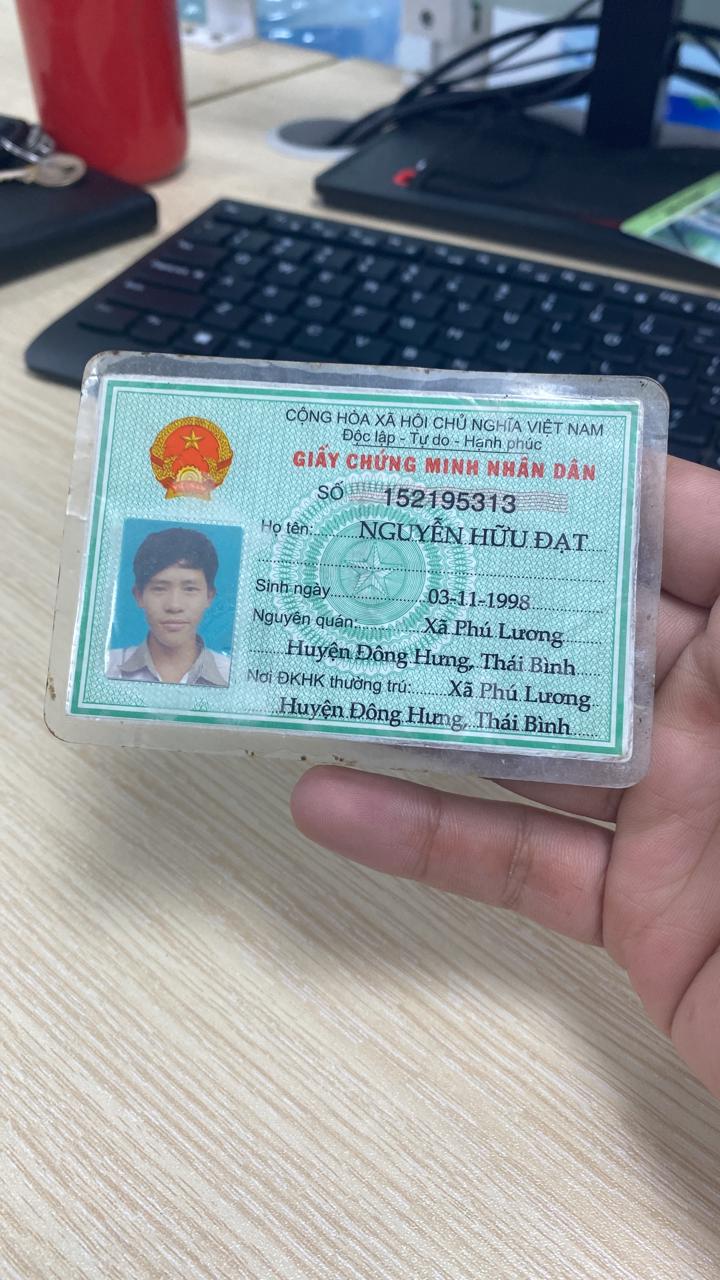 CỘNG HÒA XÃ HỘI CHỦ NGHĨA VIỆT NAM
Độc lập - Tự do - Hạnh phúc
GIẤY CHỨNG MINH NHÂN DÂN
SỐ 152195313
Họ tên: NGUYỄN HỮU ĐẠT
Sinh ngày 03-11-1998
Nguyên quán: Xã Phú Lương
Huyện Đông Hưng, Thái Bình
Nơi ĐKHK thường trú: Xã Phú Lương
Huyện Đông Hưng, Thái Bình